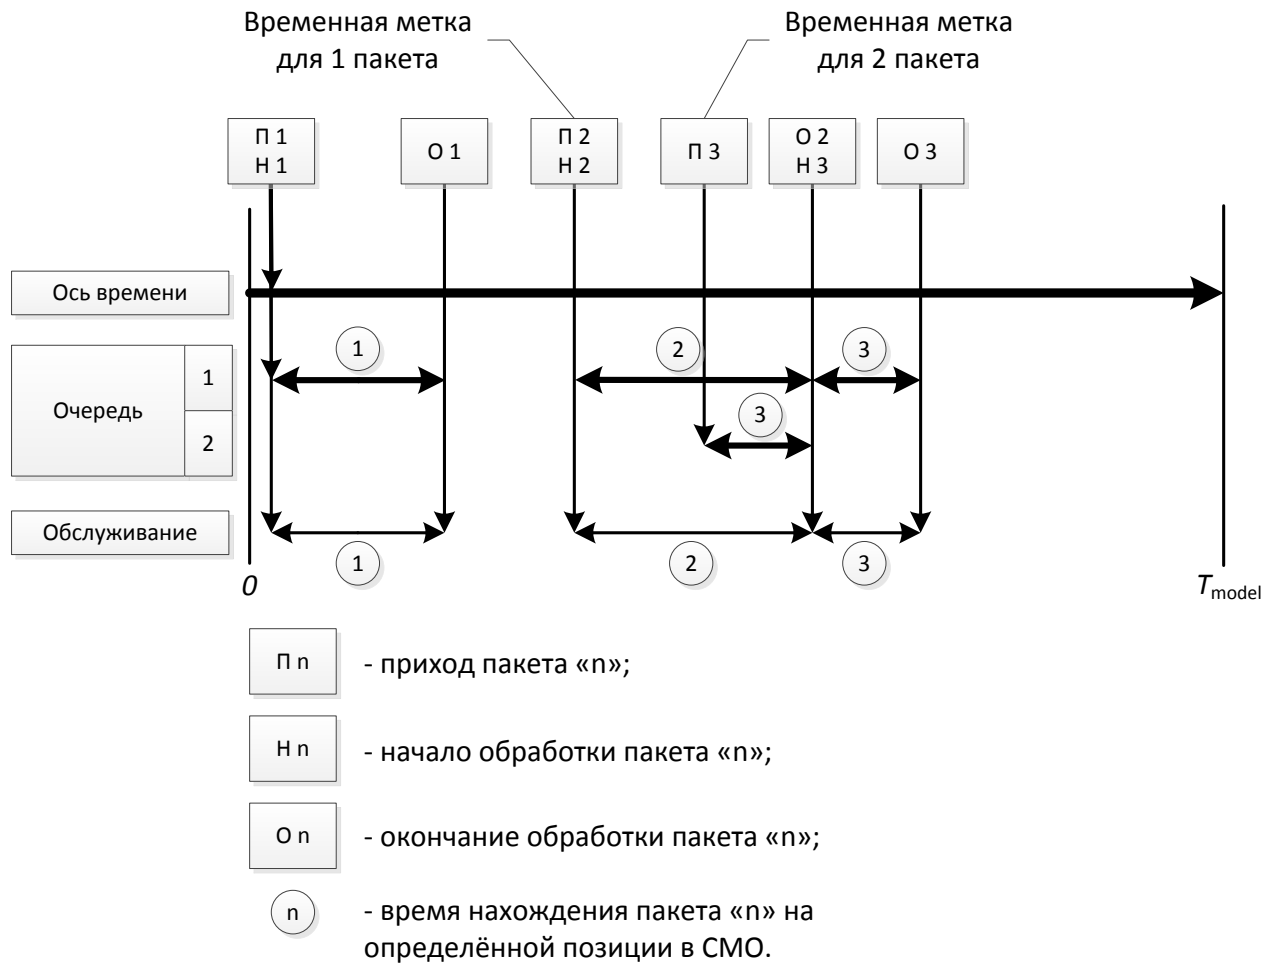 Временная метка
для 1 пакета
Временная метка
для 2 пакета
П 1
Н 1
О 1
П 2
Н 2
П 3
О 2
Н 3
О 3
Ось времени
Очередь
1
2
1
2
3
3
Обслуживание
1
2
3
0
T model
П n
- приход пакета «n»;
Н n
- начало обработки пакета «n»;
О n
- окончание обработки пакета «n»;
n
- время нахождения пакета «n» на
определённой позиции в СМО.